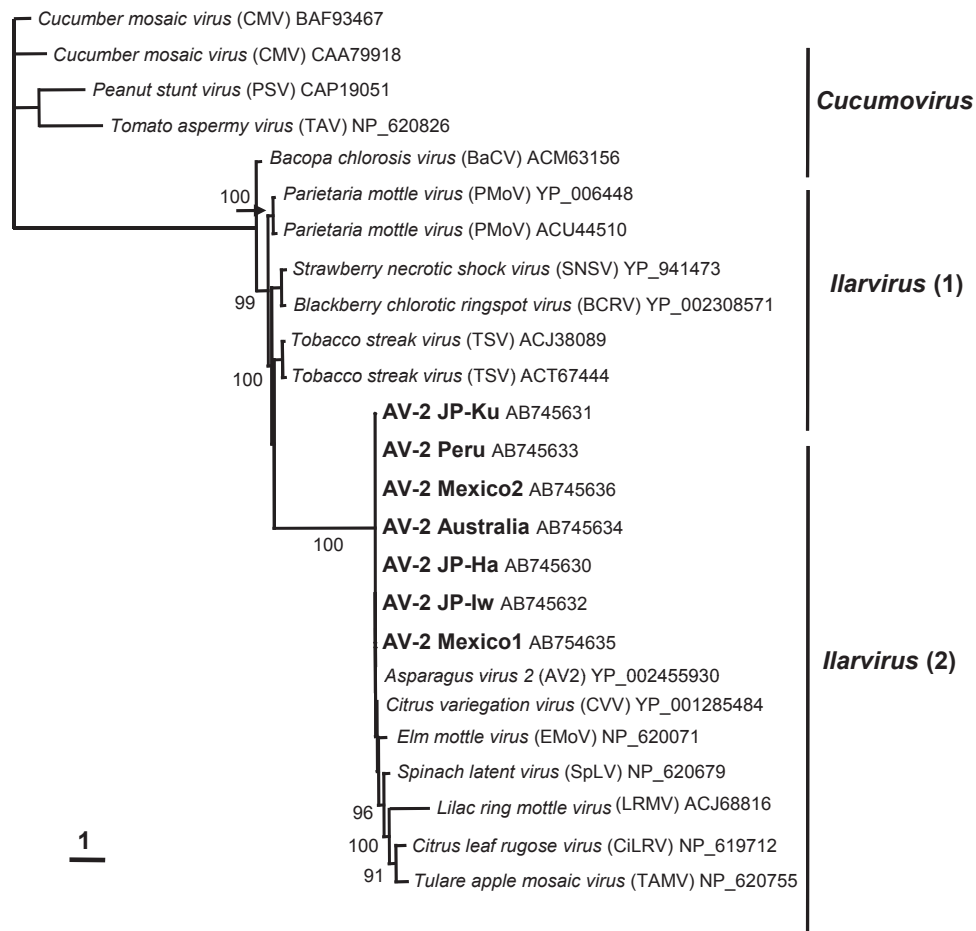 Cucumber mosaic virus (CMV) BAF93467
Cucumber mosaic virus (CMV) CAA79918
Peanut stunt virus (PSV) CAP19051
Cucumovirus
Tomato aspermy virus (TAV) NP_620826
Bacopa chlorosis virus (BaCV) ACM63156
100
Parietaria mottle virus (PMoV) YP_006448
Parietaria mottle virus (PMoV) ACU44510
Strawberry necrotic shock virus (SNSV) YP_941473
Ilarvirus (1)
99
Blackberry chlorotic ringspot virus (BCRV) YP_002308571
Tobacco streak virus (TSV) ACJ38089
100
Tobacco streak virus (TSV) ACT67444
AV-2 JP-Ku AB745631
AV-2 Peru AB745633
AV-2 Mexico2 AB745636
AV-2 Australia AB745634
100
AV-2 JP-Ha AB745630
AV-2 JP-Iw AB745632
AV-2 Mexico1 AB754635
Ilarvirus (2)
Asparagus virus 2 (AV2) YP_002455930
Citrus variegation virus (CVV) YP_001285484
Elm mottle virus (EMoV) NP_620071
Spinach latent virus (SpLV) NP_620679
96
Lilac ring mottle virus (LRMV) ACJ68816
1
100
Citrus leaf rugose virus (CiLRV) NP_619712
91
Tulare apple mosaic virus (TAMV) NP_620755